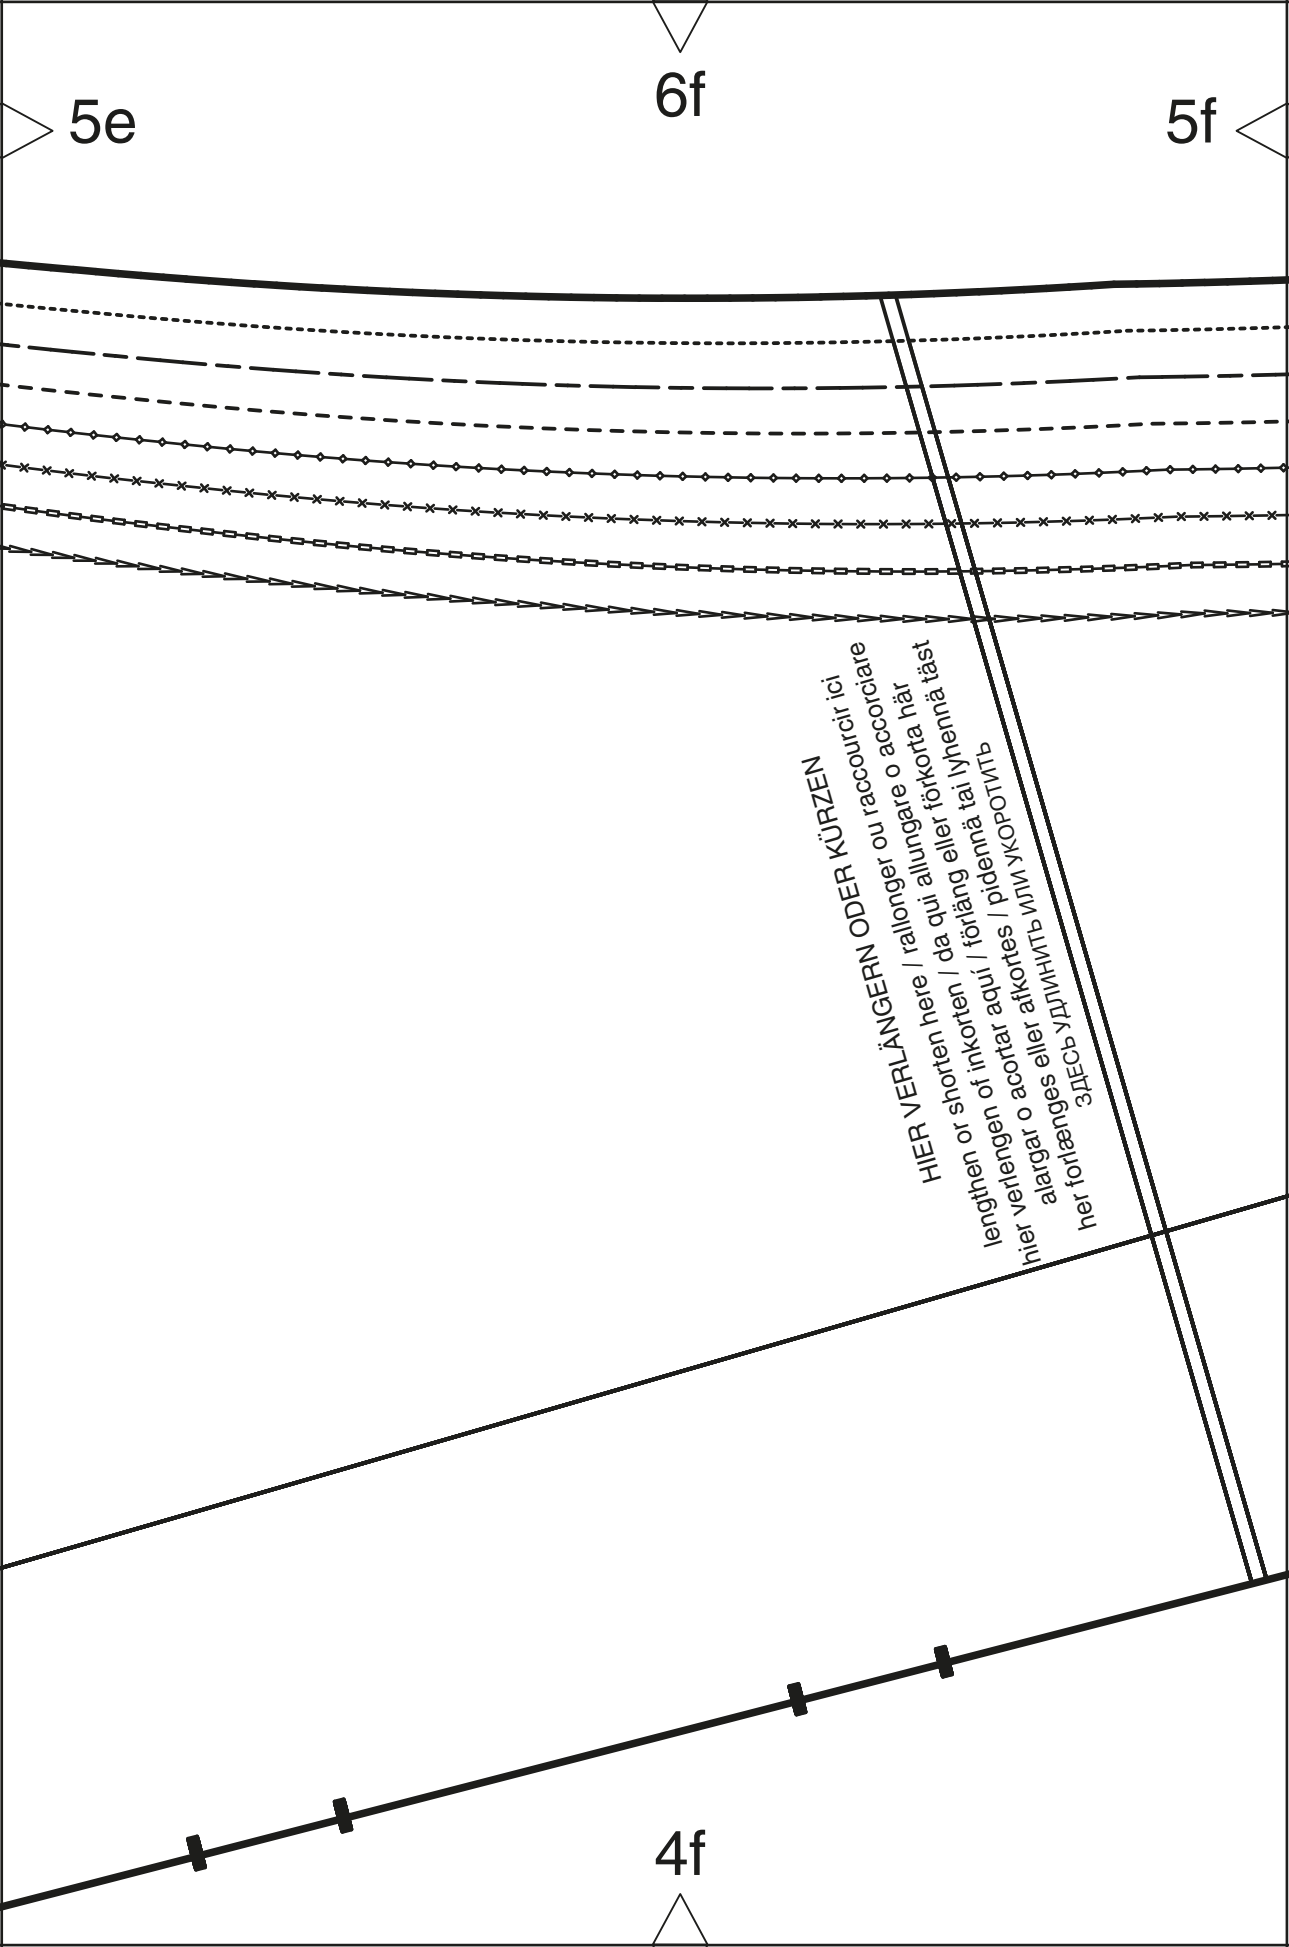 6f
5e
5f
HIER VERLÄNGERN ODER KÜRZEN
lengthen or shorten here / rallonger ou raccourcir ici
hier verlengen of inkorten / da qui allungare o accorciare
alargar o acortar aquí / förläng eller förkorta här
her forlænges eller afkortes / pidennä tai lyhennä täst
ЗДЕСЬ УДЛИНИТЬ ИЛИ УКОРОТИТЬ
4f